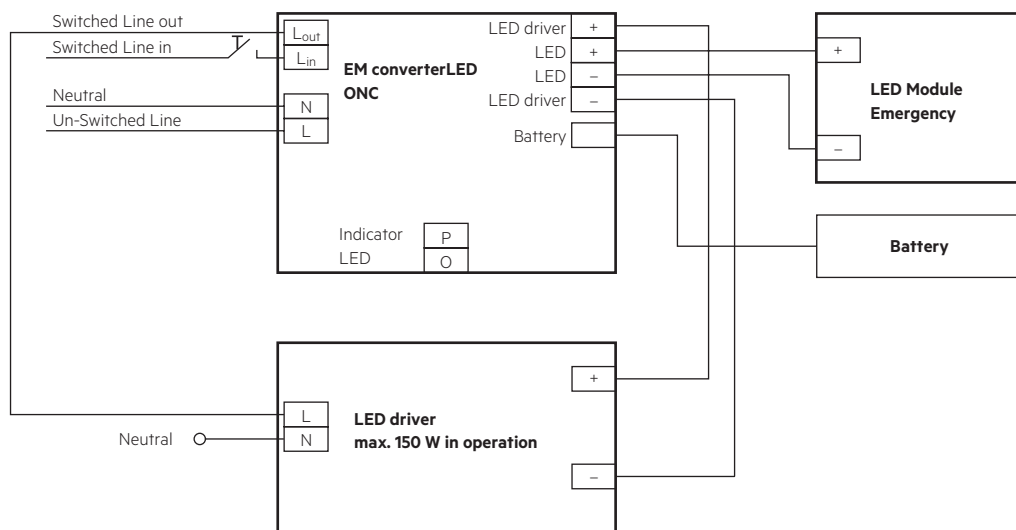 Switched Line out
Switched Line in
Neutral
Un-Switched Line
Lout
Lin
N
L
EM converterLED
ONC
LED driver +
LED +
LED –
LED driver –
Battery
Indicator P
LED O
+
–
LED Module
Emergency
Battery
L
N
Neutral
LED driver
max. 150 W in operation
+
–